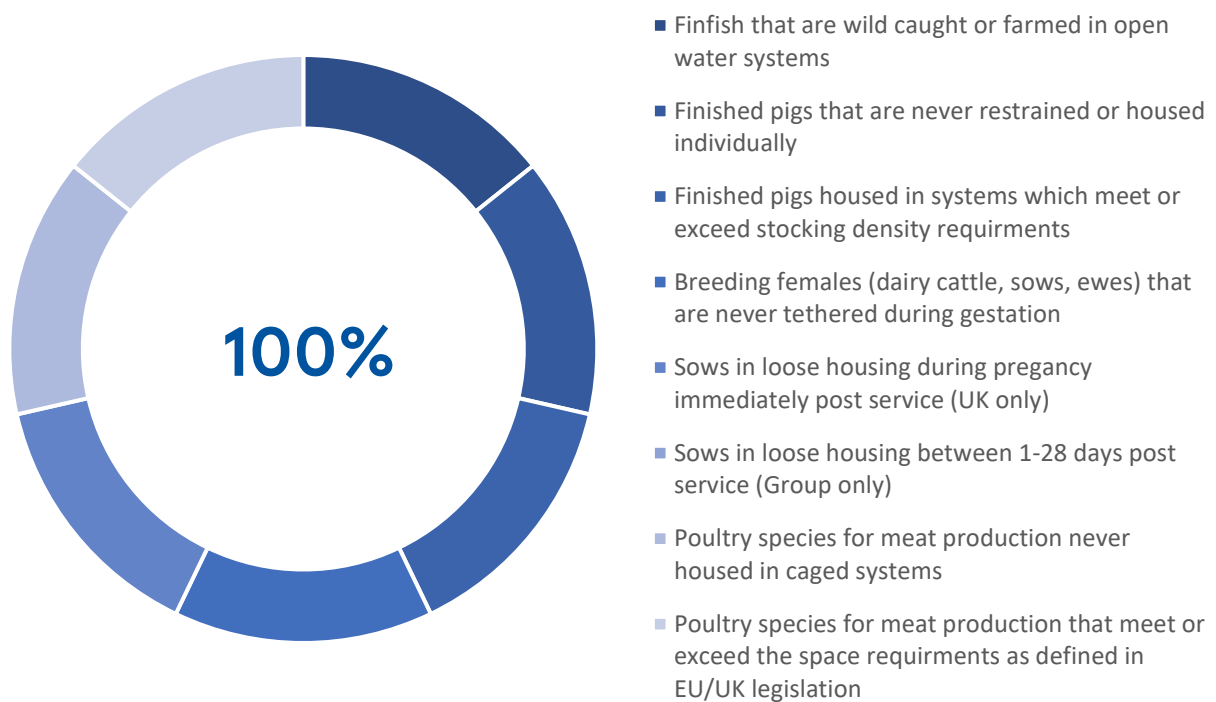 Finfish that are wild caught or farmed in open
water systems
Finished pigs that are never restrained or housed
individually
Finished pigs housed in systems which meet or
exceed stocking density requirments
Breeding females (dairy cattle, sows, ewes) that
are never tethered during gestation
Sows in loose housing during pregancy
immediately post service (UK only)
Sows in loose housing between 1-28 days post
service (Group only)
Poultry species for meat production never
housed in caged systems
Poultry species for meat production that meet or
exceed the space requirments as defined in
EU/UK legislation
100%